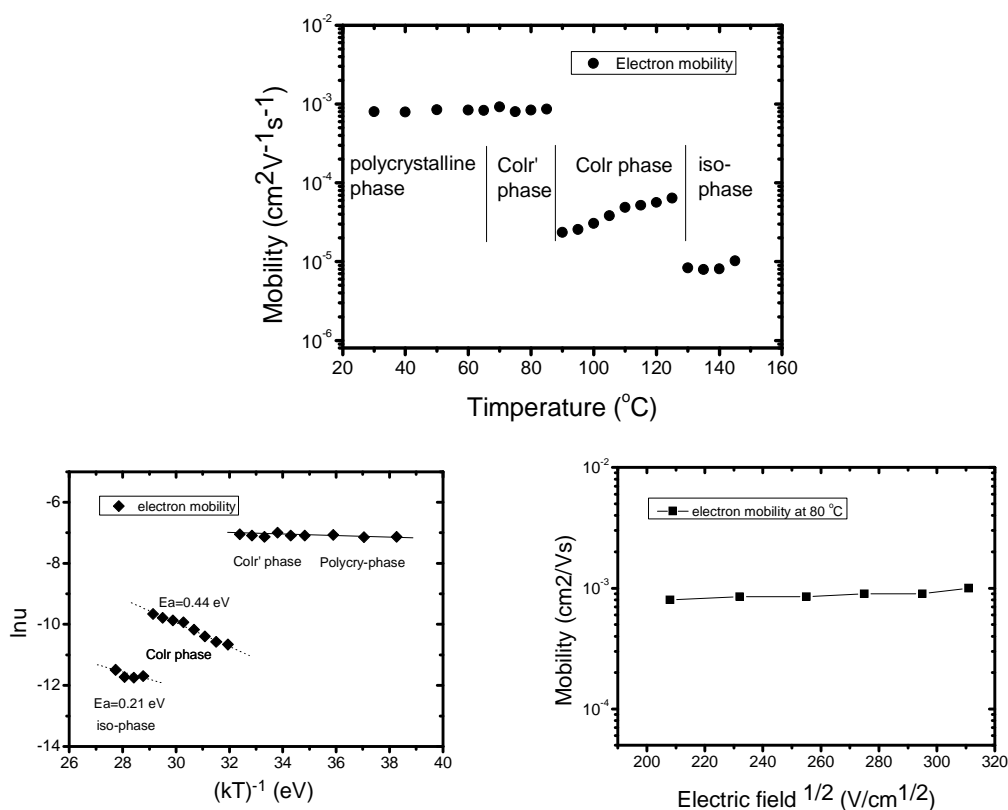 Electron mobility
Mobility (cm²V⁻¹s⁻¹)
10⁻²
10⁻³
10⁻⁴
10⁻⁵
10⁻⁶
polycrystalline phase
Colr' phase
Colr phase
iso-phase
20 40 60 80 100 120 140 160
Timperature (°C)
electron mobility
lnu
-6
-8
-10
-12
-14
Colr' phase
Polycry-phase
Ea=0.44 eV
Colr phase
Ea=0.21 eV
iso-phase
26 28 30 32 34 36 38 40
(kT)⁻¹ (eV)
electron mobility at 80 °C
Mobility (cm2/Vs)
10⁻²
10⁻³
10⁻⁴
200 220 240 260 280 300 320
Electric field ¹/² (V/cm¹/²)